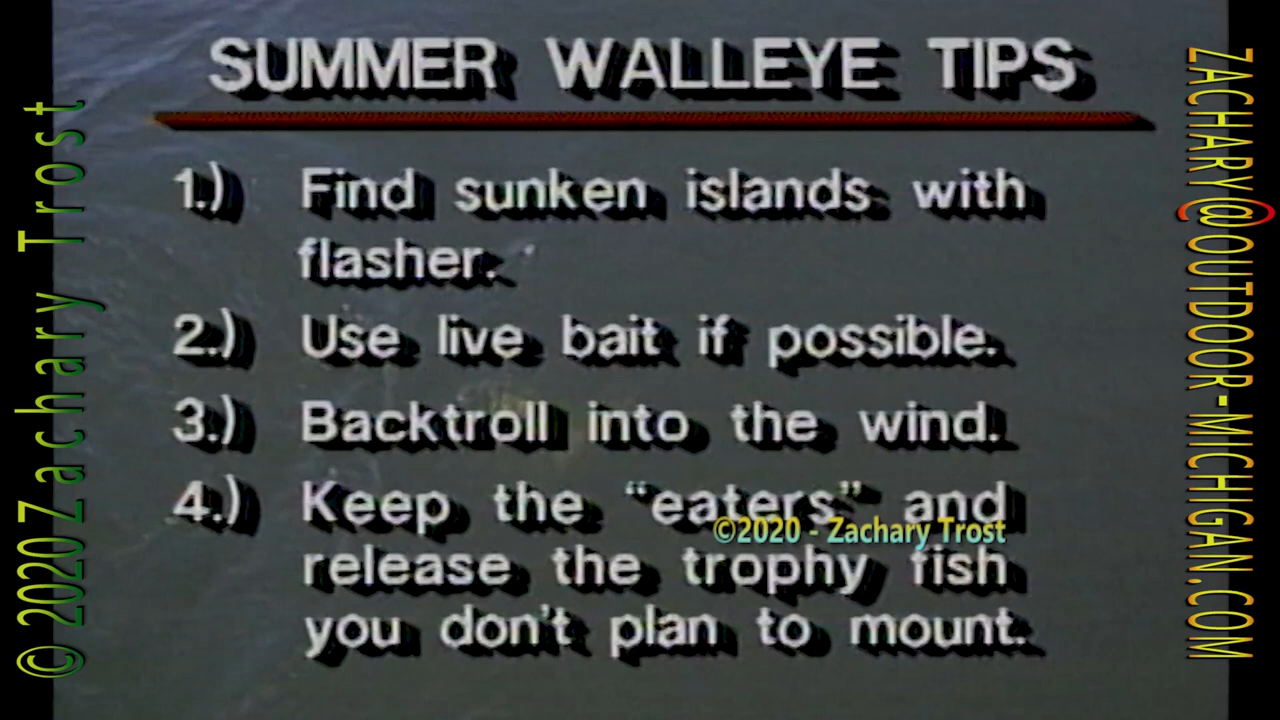 SUMMER WALLEYE TIPS
1.) Find sunken islands with
flasher.
2.) Use live bait if possible.
3.) Backtroll into the wind.
4.) Keep the “eaters” and
release the trophy fish
you don't plan to mount.
©2020 - Zachary Trost
© 2020 Zachary Trost
ZACHARY@OUTDOOR-MICHIGAN.COM